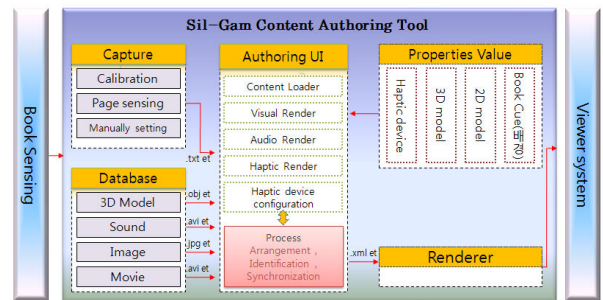 Sil-Gam Content Authoring Tool
Book Sensing
Capture
Calibration
Page sensing
Manually setting
.txt et
Database
3D Model
.obj et
Sound
.avi et
Image
.jpg et
Movie
.avi et
Authoring UI
Content Loader
Visual Render
Audio Render
Haptic Render
Haptic device
configuration
Process
Arrangement ,
Identification ,
Synchronization
.xml et
Properties Value
Haptic device
3D model
2D model
Book Cue(
Renderer
Viewer system